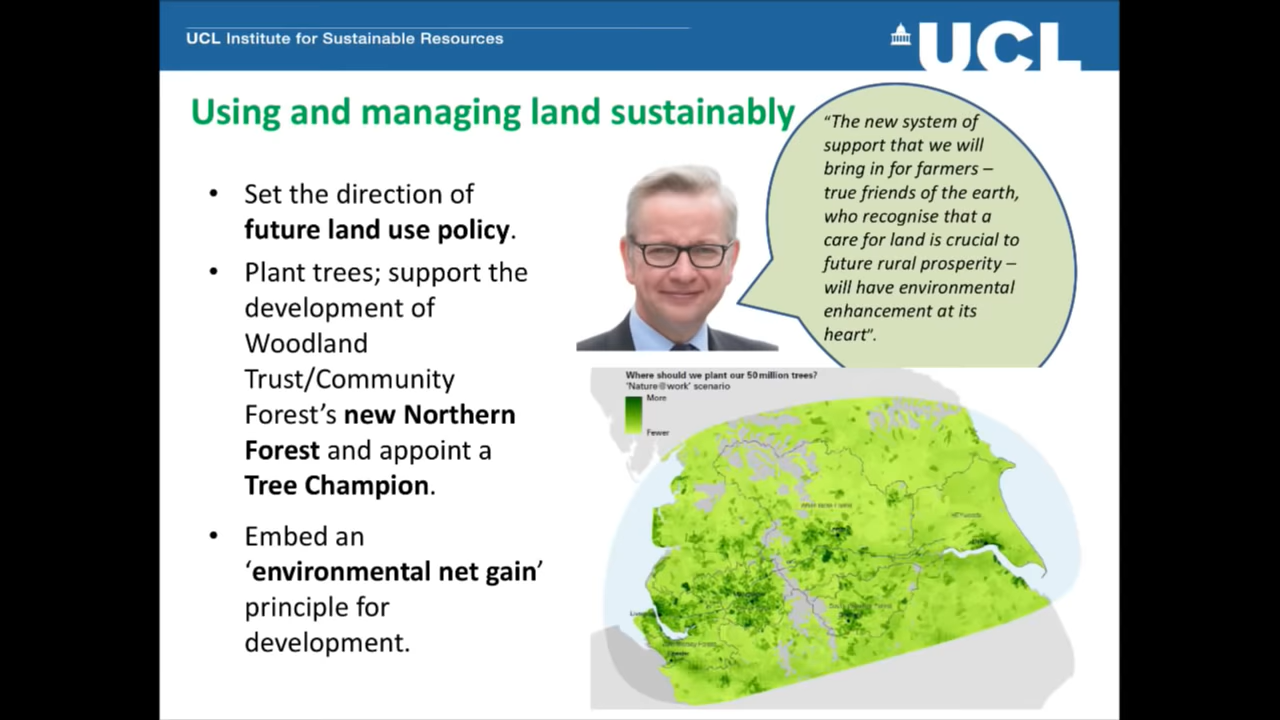 UCL Institute for Sustainable Resources
UCL
Using and managing land sustainably
• Set the direction of
future land use policy.
• Plant trees; support the
development of
Woodland
Trust/Community
Forest’s new Northern
Forest and appoint a
Tree Champion.
• Embed an
‘environmental net gain’
principle for
development.
“The new system of
support that we will
bring in for farmers –
true friends of the earth,
who recognise that a
care for land is crucial to
future rural prosperity –
will have environmental
enhancement at its
heart”.
Where should we plant our 50 million trees?
‘Nature@work’ scenario
More
Fewer